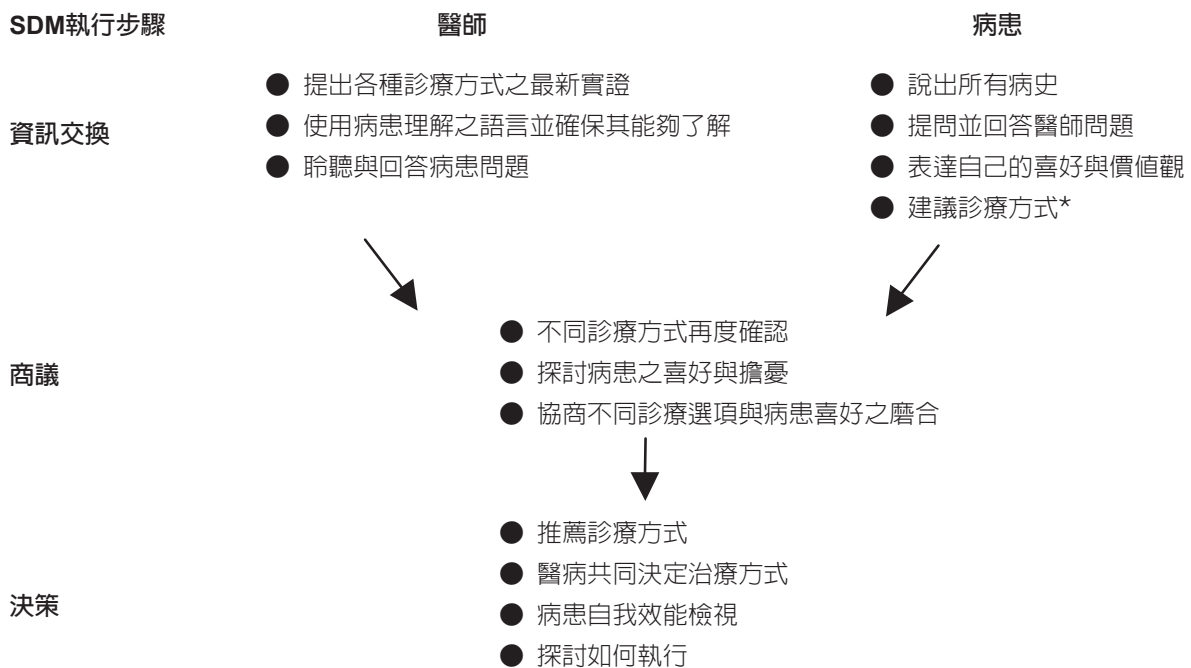 SDM執行步驟 醫師 病患
資訊交換
● 提出各種診療方式之最新實證
● 使用病患理解之語言並確保其能夠了解
● 聆聽與回答病患問題
● 說出所有病史
● 提問並回答醫師問題
● 表達自己的喜好與價值觀
● 建議診療方式*
商議
● 不同診療方式再度確認
● 探討病患之喜好與擔憂
● 協商不同診療選項與病患喜好之磨合
決策
● 推薦診療方式
● 醫病共同決定治療方式
● 病患自我效能檢視
● 探討如何執行